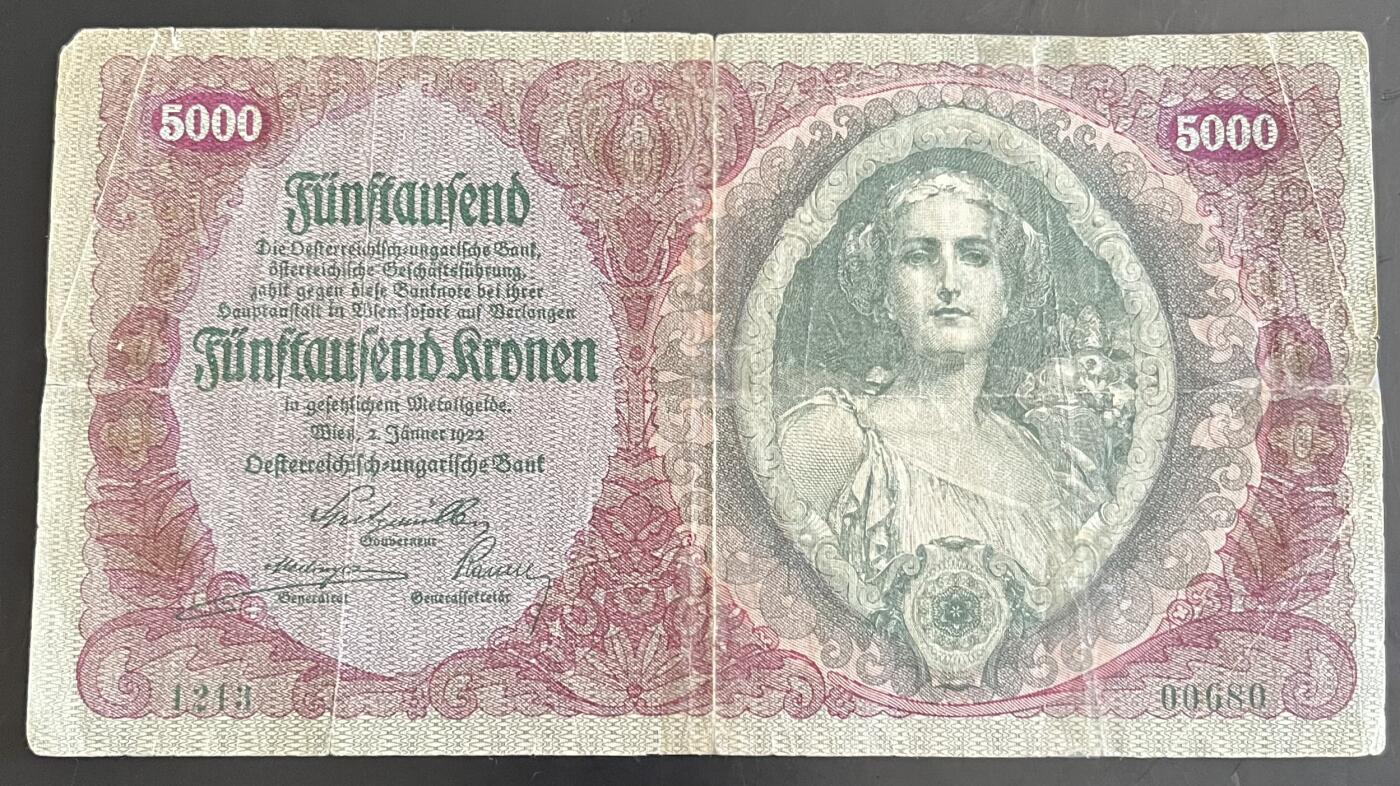 5000
5000
Fünftausend
Die Oesterreichisch-ungarische Bank,
österreichische Geschäftsführung,
zahlt gegen diese Banknote bei ihrer
Hauptanstalt in Wien sofort auf Verlangen
Fünftausend Kronen
in gesetzlichem Metallgelde.
Wien, 2. Jänner 1922
Oesterreichisch-ungarische Bank
Spitzmüller
Gouverneur
Generalrat
Generalsekretär
1213
00680